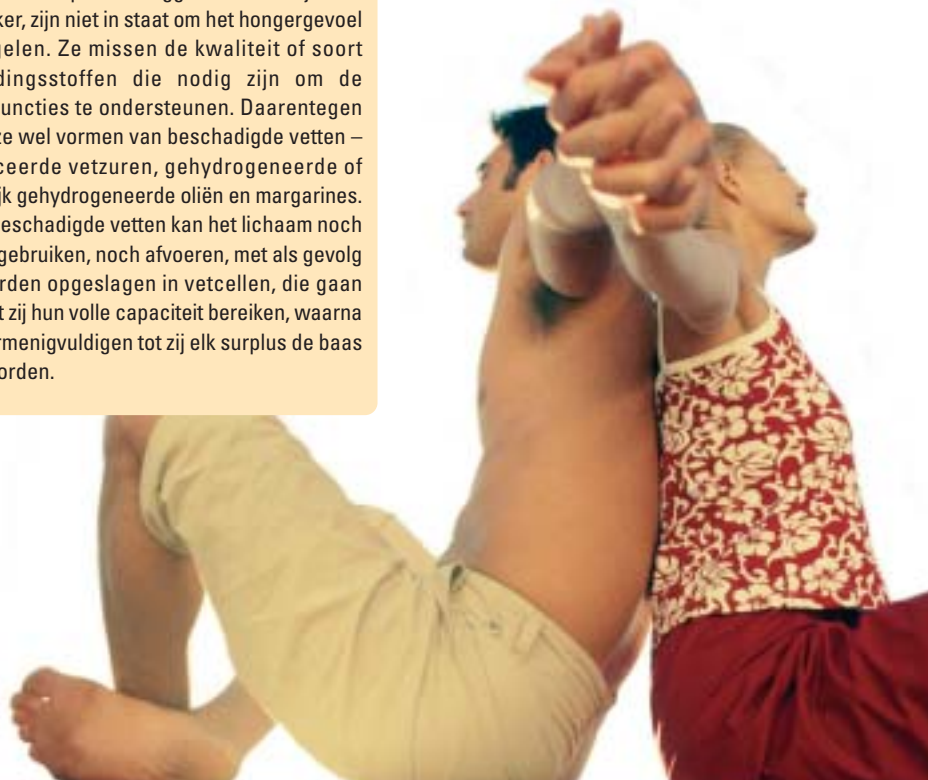 ker, zijn niet in staat om het hongergevoel
gelen. Ze missen de kwaliteit of soort
dingsstoffen die nodig zijn om de
functies te ondersteunen. Daarentegen
ze wel vormen van beschadigde vetten –
ceerde vetzuren, gehydrogeneerde of
jk gehydrogeneerde oliën en margarines.
eschadigde vetten kan het lichaam noch
gebruiken, noch afvoeren, met als gevolg
rden opgeslagen in vetcellen, die gaan
t zij hun volle capaciteit bereiken, waarna
rmenigvuldigen tot zij elk surplus de baas
orden.